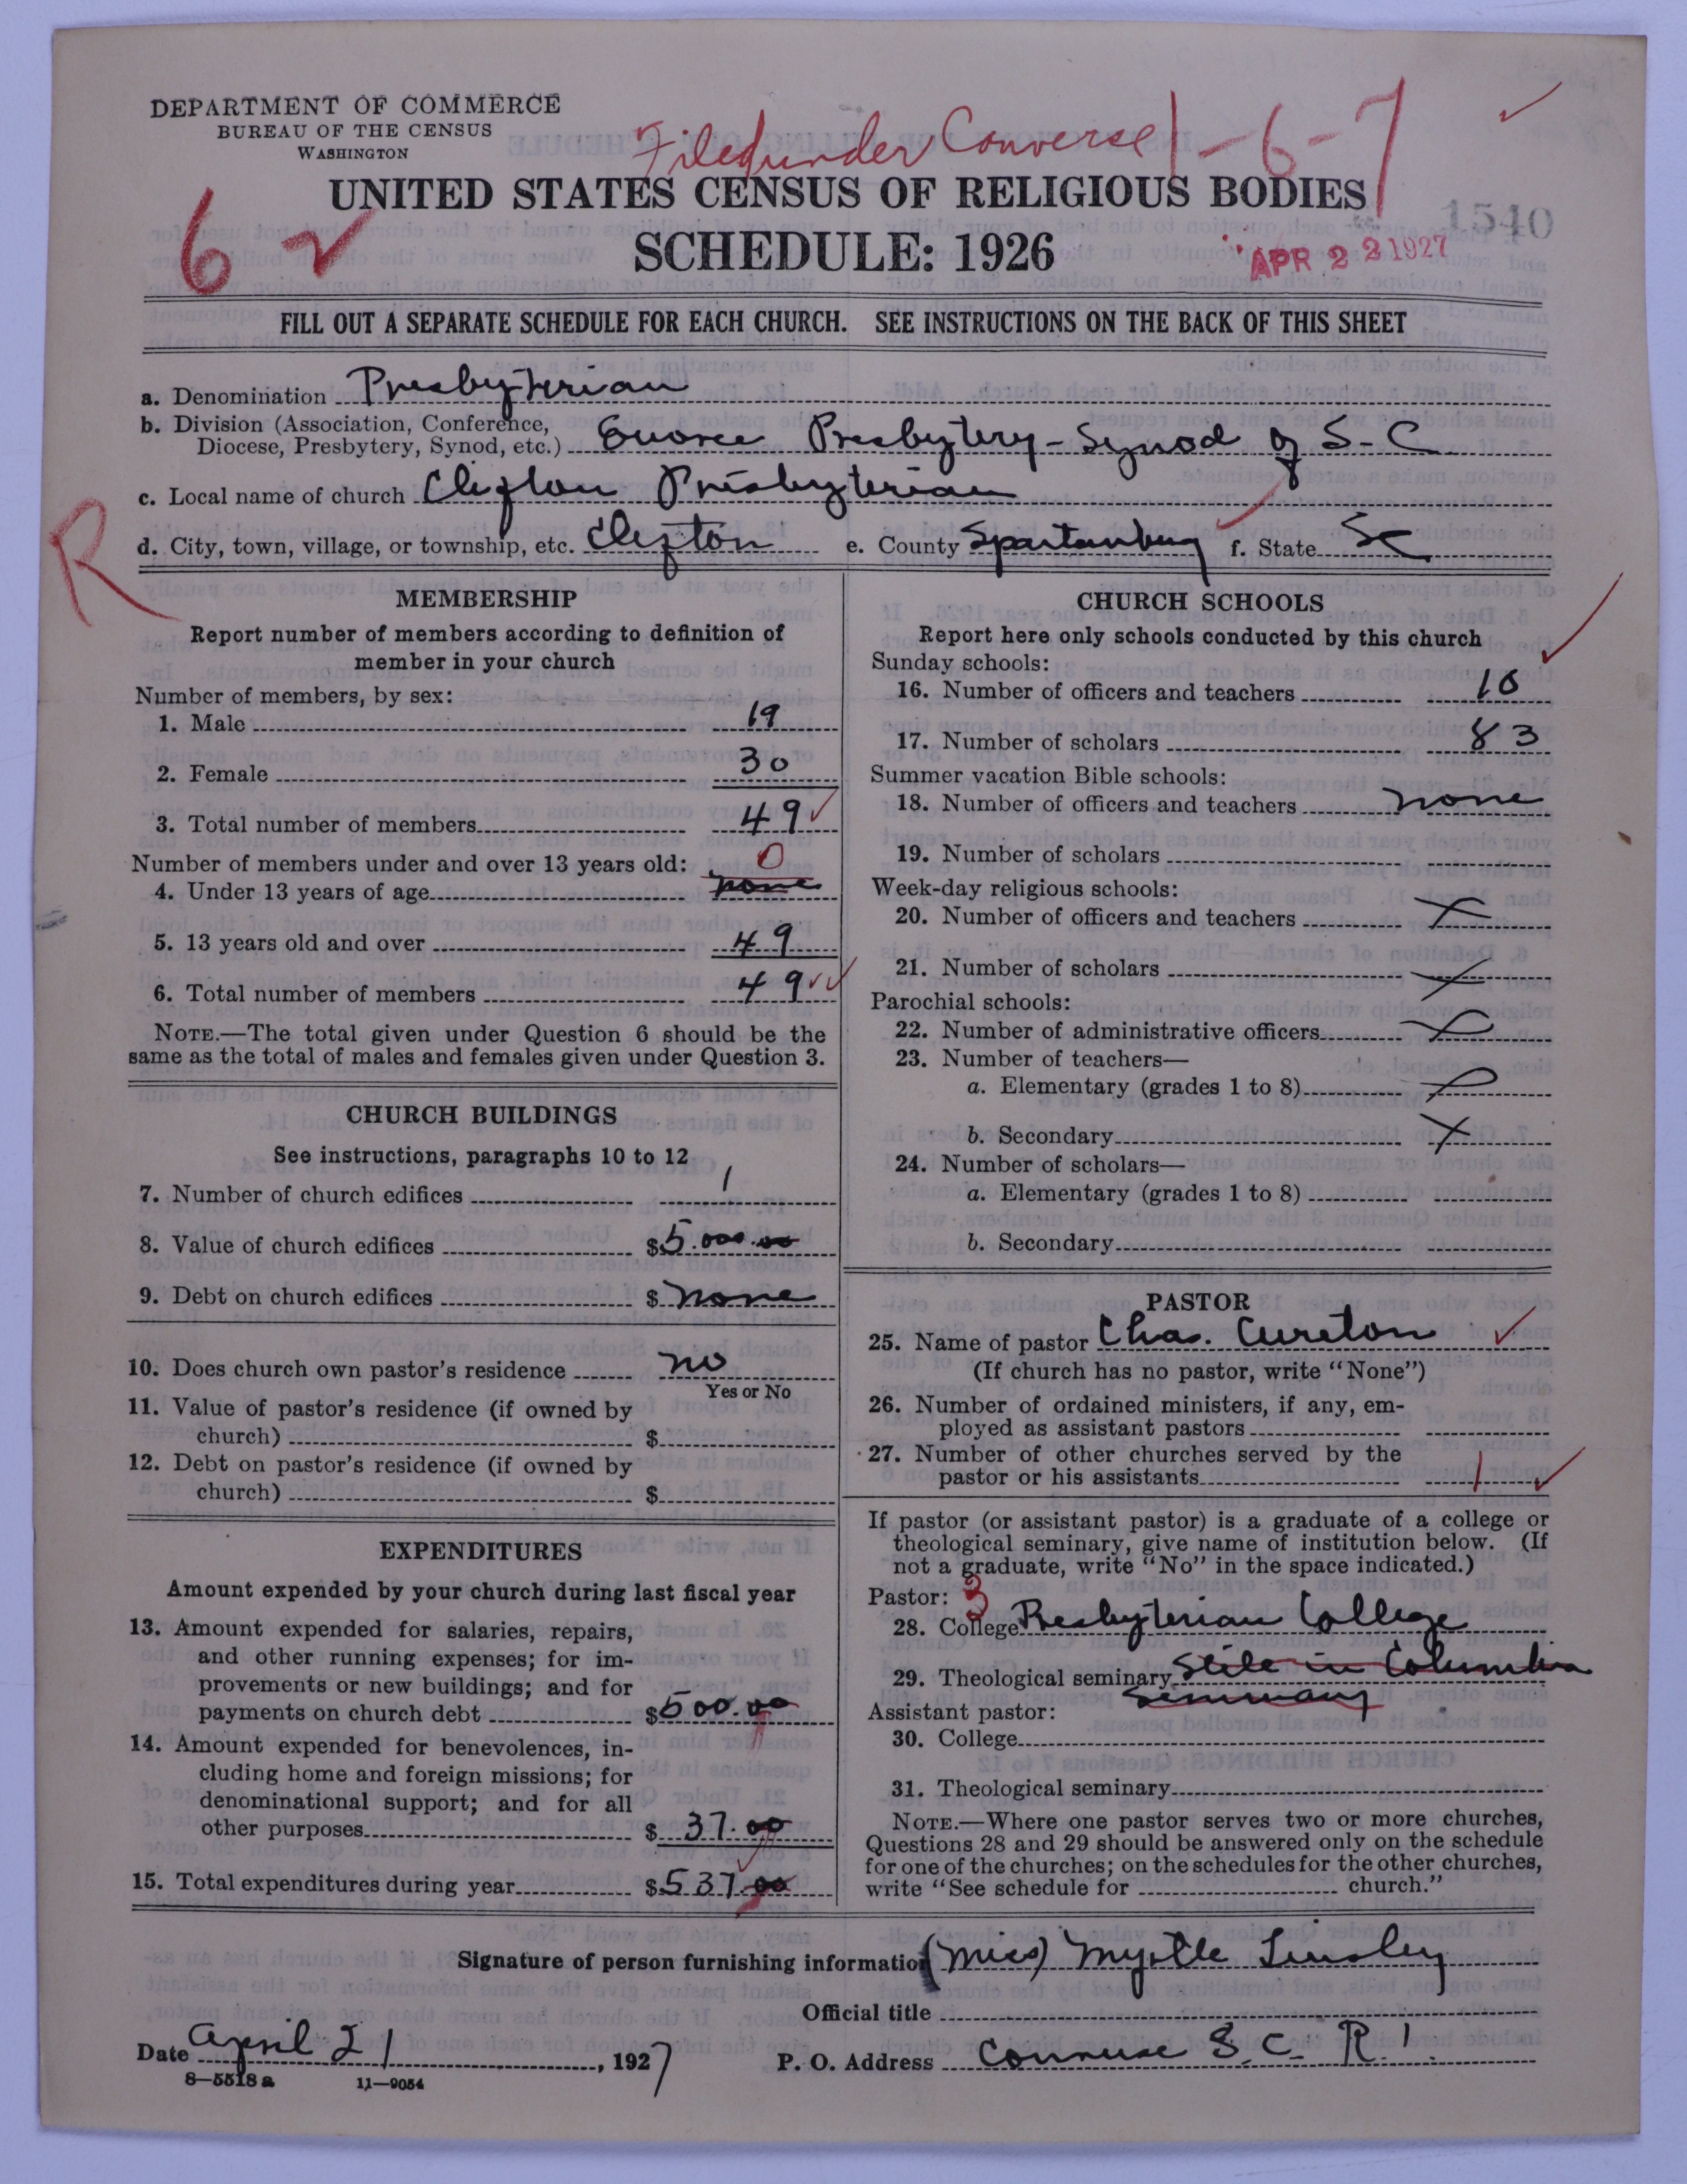 DEPARTMENT OF COMMERCE
BUREAU OF THE CENSUS
WASHINGTON
Filed under Converse 1-6-7
UNITED STATES CENSUS OF RELIGIOUS BODIES
6
1540
SCHEDULE: 1926
APR 22 1927
FILL OUT A SEPARATE SCHEDULE FOR EACH CHURCH. SEE INSTRUCTIONS ON THE BACK OF THIS SHEET
a. Denomination Presbyterian
b. Division (Association, Conference,
Diocese, Presbytery, Synod, etc.) Enoree Presbytery - Synod of S-C
c. Local name of church Clifton Presbyterian
d. City, town, village, or township, etc. Clifton e. County Spartanburg f. State SC
R
MEMBERSHIP
Report number of members according to definition of
member in your church
Number of members, by sex:
1. Male 19
2. Female 30
3. Total number of members 49
Number of members under and over 13 years old: 0
4. Under 13 years of age none
5. 13 years old and over 49
6. Total number of members 49
NOTE.—The total given under Question 6 should be the
same as the total of males and females given under Question 3.
CHURCH BUILDINGS
See instructions, paragraphs 10 to 12
7. Number of church edifices 1
8. Value of church edifices $5.000.00
9. Debt on church edifices $ none
10. Does church own pastor's residence no
Yes or No
11. Value of pastor's residence (if owned by
church) $
12. Debt on pastor's residence (if owned by
church) $
EXPENDITURES
Amount expended by your church during last fiscal year
13. Amount expended for salaries, repairs,
and other running expenses; for im-
provements or new buildings; and for
payments on church debt $500.00
14. Amount expended for benevolences, in-
cluding home and foreign missions; for
denominational support; and for all
other purposes $ 37.00
15. Total expenditures during year $537.00
CHURCH SCHOOLS
Report here only schools conducted by this church
Sunday schools:
16. Number of officers and teachers 10
17. Number of scholars 83
Summer vacation Bible schools:
18. Number of officers and teachers none
19. Number of scholars
Week-day religious schools:
20. Number of officers and teachers
21. Number of scholars
Parochial schools:
22. Number of administrative officers
23. Number of teachers—
a. Elementary (grades 1 to 8)
b. Secondary
24. Number of scholars—
a. Elementary (grades 1 to 8)
b. Secondary
PASTOR
25. Name of pastor Chas. Cureton
(If church has no pastor, write "None")
26. Number of ordained ministers, if any, em-
ployed as assistant pastors
27. Number of other churches served by the
pastor or his assistants 1
If pastor (or assistant pastor) is a graduate of a college or
theological seminary, give name of institution below. (If
not a graduate, write "No" in the space indicated.)
Pastor: 3
28. College Presbyterian College
29. Theological seminary Still in Columbia
Seminary
Assistant pastor:
30. College
31. Theological seminary
NOTE.—Where one pastor serves two or more churches,
Questions 28 and 29 should be answered only on the schedule
for one of the churches; on the schedules for the other churches,
write "See schedule for church."
Signature of person furnishing information (Miss) Myrtle Linsley
Official title
Date April 21, 1927 P. O. Address Converse S.C. R 1.
8—5518a 11—9054